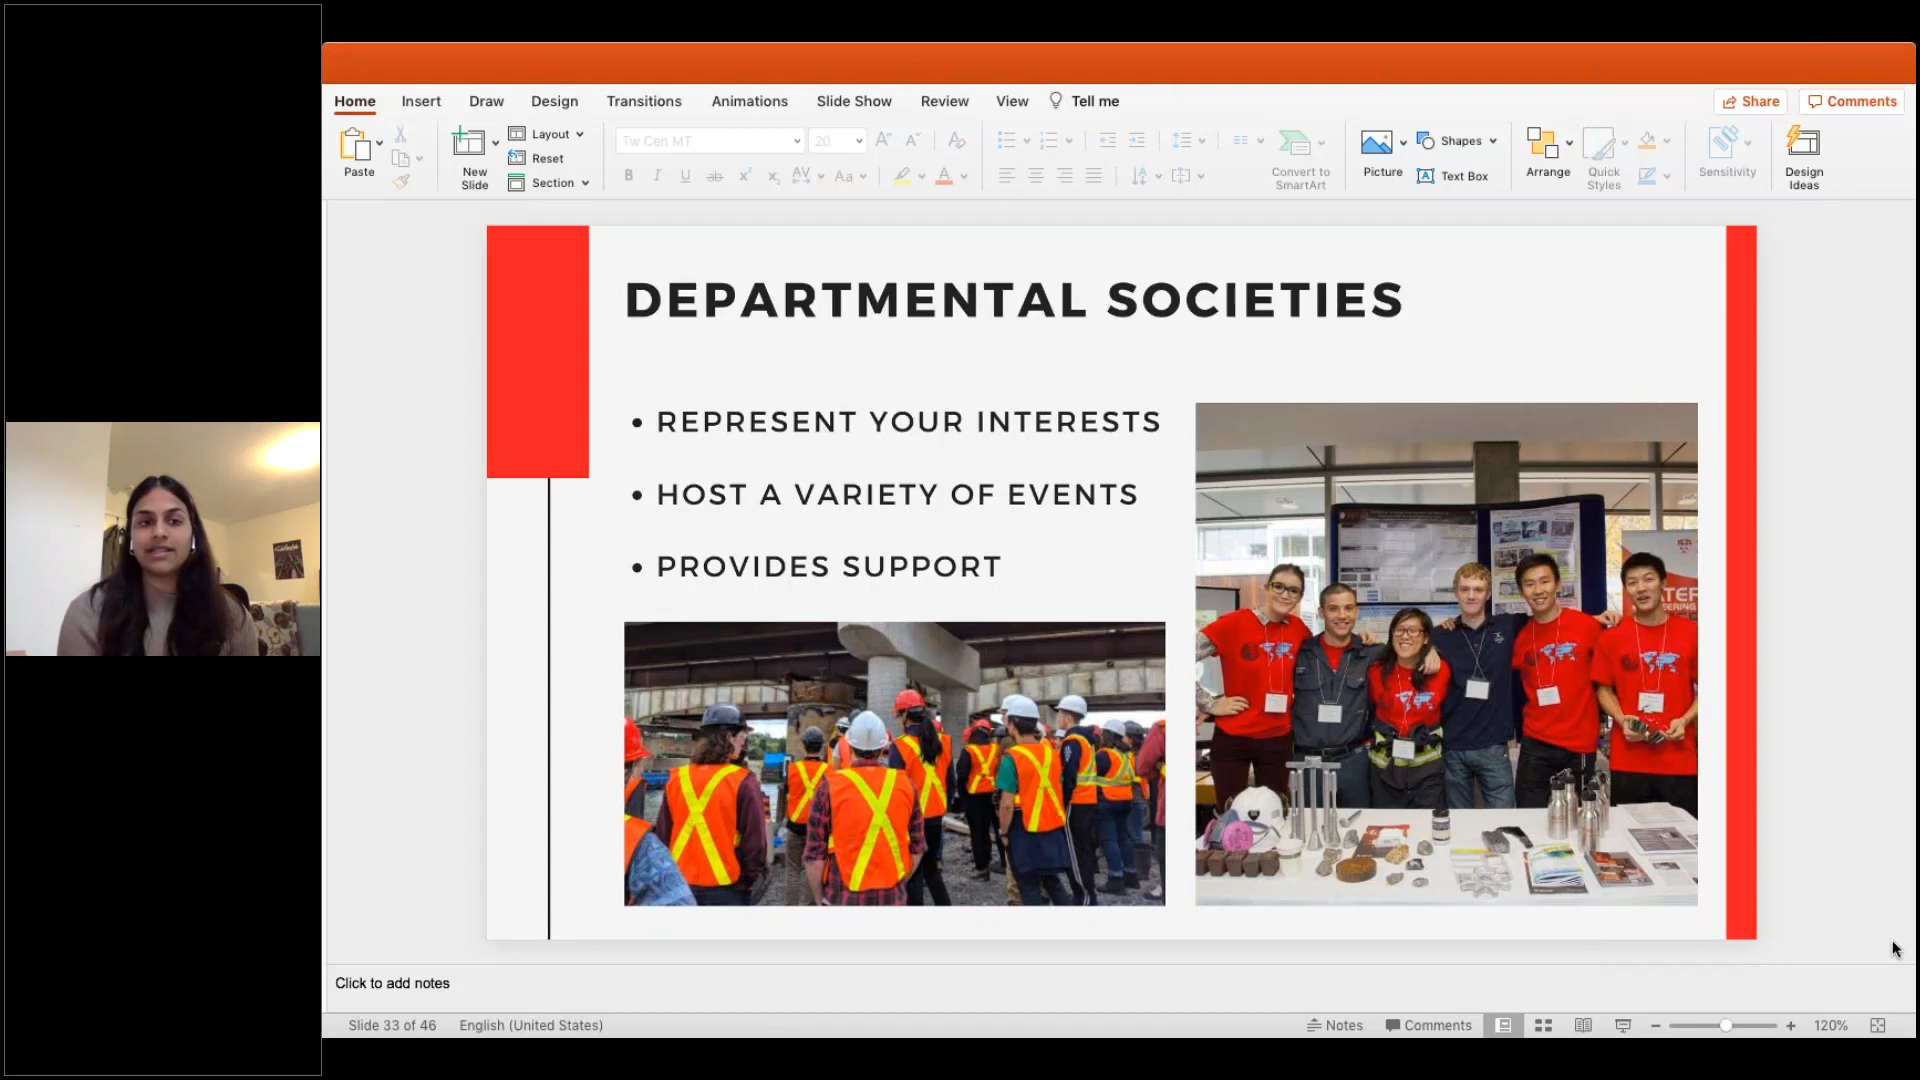 Home Insert Draw Design Transitions Animations Slide Show Review View Tell me Share Comments
Paste
New Slide
Layout
Reset
Section
Tw Cen MT 20
Convert to SmartArt
Picture
Shapes
Text Box
Arrange
Quick Styles
Sensitivity
Design Ideas
DEPARTMENTAL SOCIETIES
• REPRESENT YOUR INTERESTS
• HOST A VARIETY OF EVENTS
• PROVIDES SUPPORT
Click to add notes
Slide 33 of 46 English (United States) Notes Comments 120%